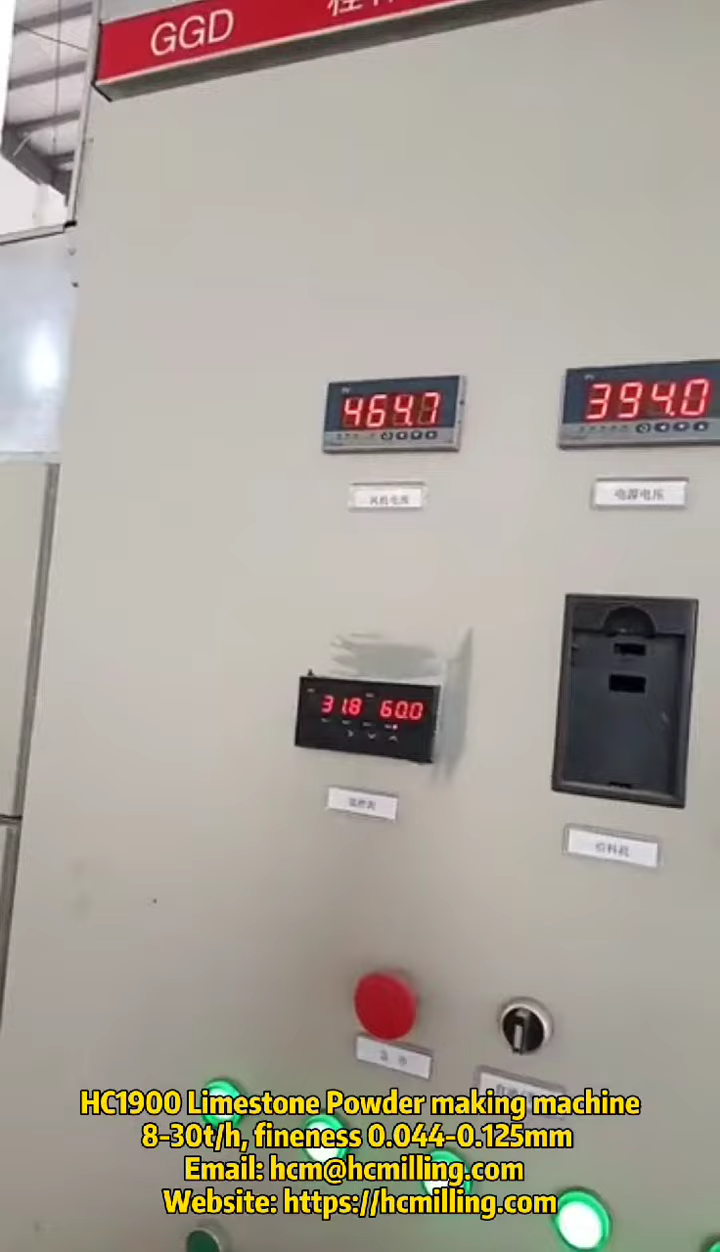 GGD
464.7
394.0
风机电流
电源电压
31.8 60.0
给料机
急 停
HC1900 Limestone Powder making machine
8-30t/h, fineness 0.044-0.125mm
Email: hcm@hcmilling.com
Website: https://hcmilling.com